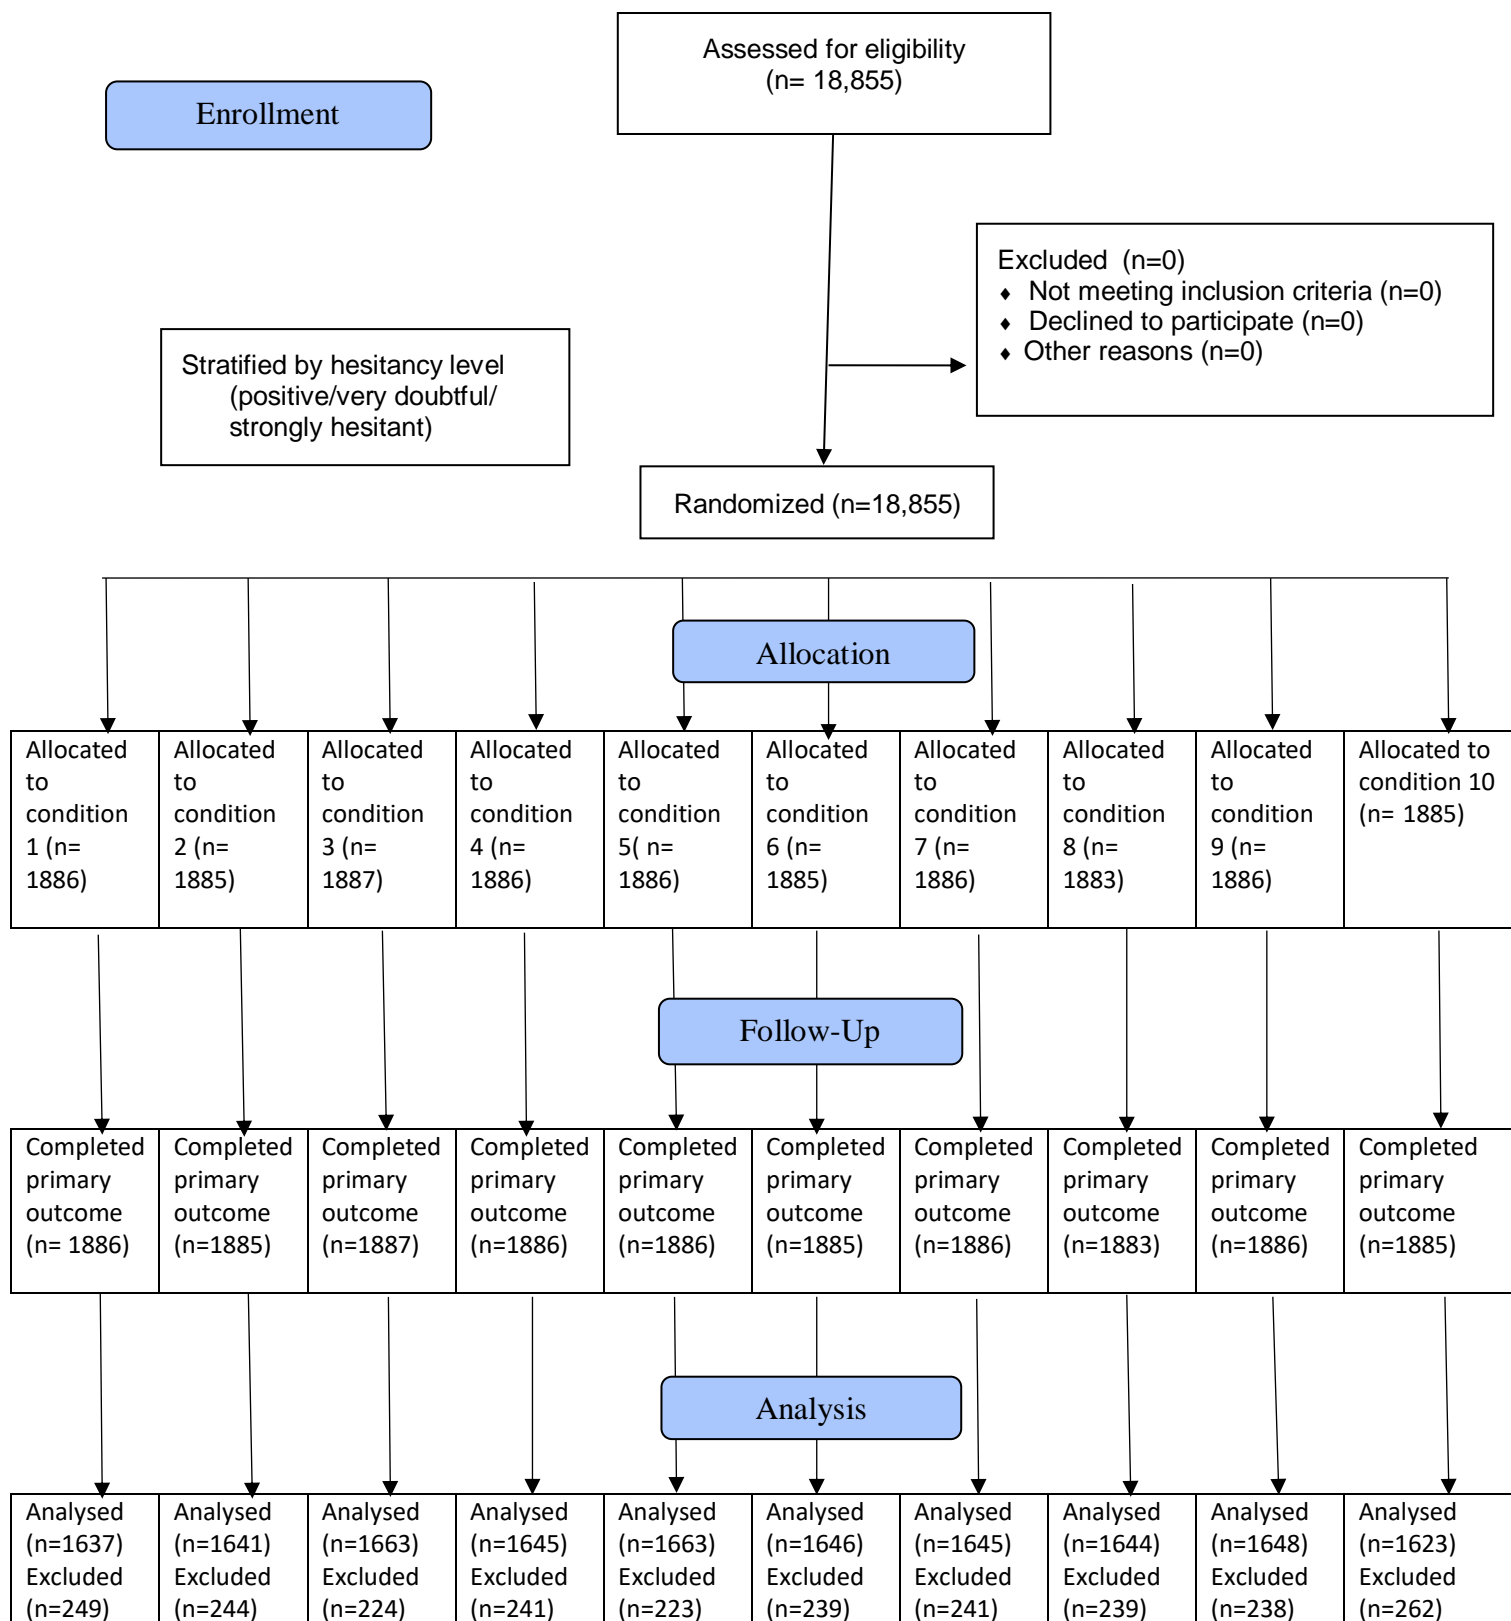 Assessed for eligibility
(n= 18,855)
Enrollment
Excluded (n=0)
♦ Not meeting inclusion criteria (n=0)
♦ Declined to participate (n=0)
♦ Other reasons (n=0)
Stratified by hesitancy level
(positive/very doubtful/
strongly hesitant)
Randomized (n=18,855)
Allocation
Allocated
to
condition
1 (n=
1886)
Allocated
to
condition
2 (n=
1885)
Allocated
to
condition
3 (n=
1887)
Allocated
to
condition
4 (n=
1886)
Allocated
to
condition
5( n=
1886)
Allocated
to
condition
6 (n=
1885)
Allocated
to
condition
7 (n=
1886)
Allocated
to
condition
8 (n=
1883)
Allocated
to
condition
9 (n=
1886)
Allocated to
condition 10
(n= 1885)
Follow-Up
Completed
primary
outcome
(n= 1886)
Completed
primary
outcome
(n=1885)
Completed
primary
outcome
(n=1887)
Completed
primary
outcome
(n=1886)
Completed
primary
outcome
(n=1886)
Completed
primary
outcome
(n=1885)
Completed
primary
outcome
(n=1886)
Completed
primary
outcome
(n=1883)
Completed
primary
outcome
(n=1886)
Completed
primary
outcome
(n=1885)
Analysis
Analysed
(n=1637)
Excluded
(n=249)
Analysed
(n=1641)
Excluded
(n=244)
Analysed
(n=1663)
Excluded
(n=224)
Analysed
(n=1645)
Excluded
(n=241)
Analysed
(n=1663)
Excluded
(n=223)
Analysed
(n=1646)
Excluded
(n=239)
Analysed
(n=1645)
Excluded
(n=241)
Analysed
(n=1644)
Excluded
(n=239)
Analysed
(n=1648)
Excluded
(n=238)
Analysed
(n=1623)
Excluded
(n=262)